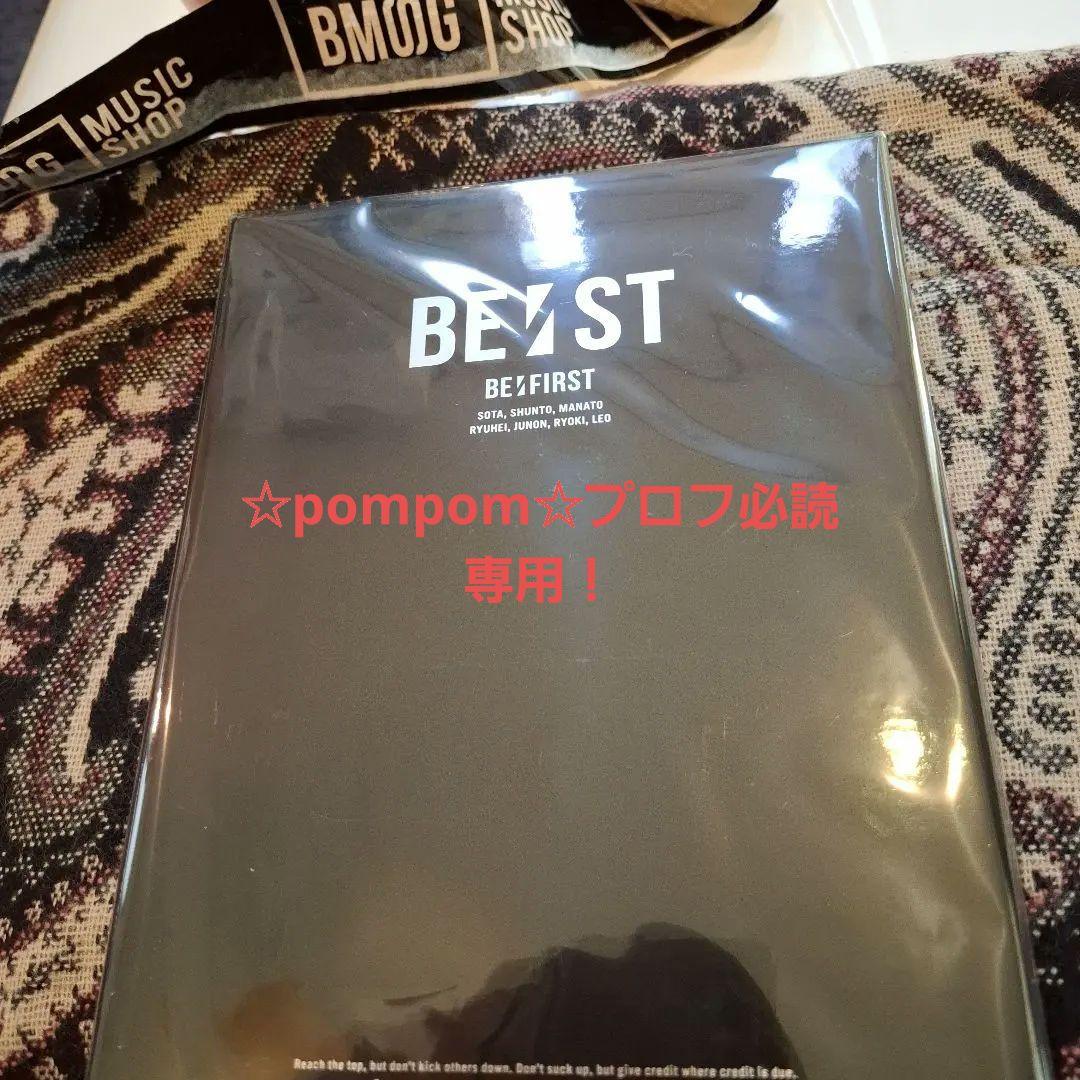 BMSG
MUSIC
SHOP
MUSIC
SHOP
BE:ST
BE:FIRST
SOTA, SHUNTO, MANATO
RYUHEI, JUNON, RYOKI, LEO
☆pompom☆プロフ必読
専用！
Reach the top, but don't kick others down. Don't suck up, but give credit where credit is due.